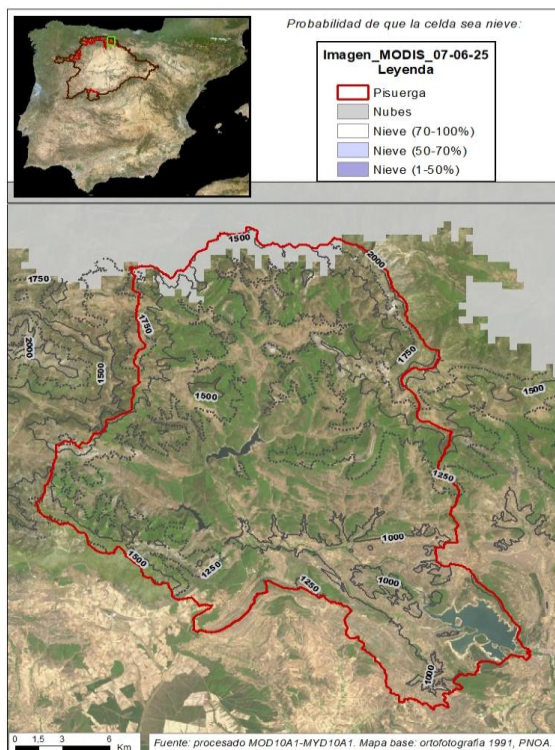 Probabilidad de que la celda sea nieve:
Imagen_MODIS_07-06-25
Leyenda
Pisuerga
Nubes
Nieve (70-100%)
Nieve (50-70%)
Nieve (1-50%)
1500
2000
1750
1750
2000
1500
1750
1500
1500
1250
1000
1500
1250
1250
1000
1000
0 1,5 3 6
Km
Fuente: procesado MOD10A1-MYD10A1. Mapa base: ortofotografia 1991, PNOA.